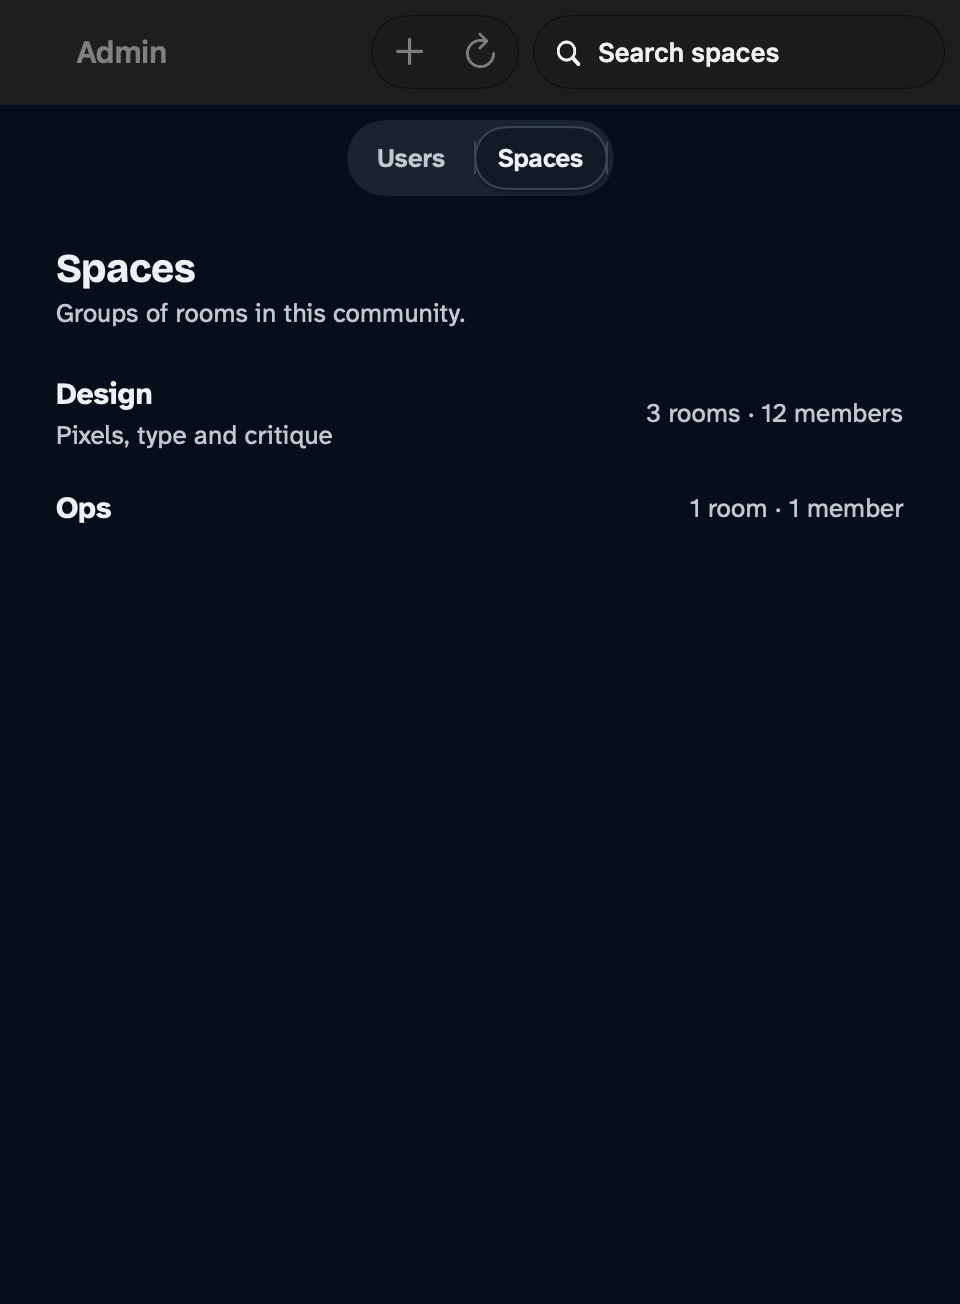 Admin
Search spaces
Users
Spaces
Spaces
Groups of rooms in this community.
Design
Pixels, type and critique
3 rooms · 12 members
Ops
1 room · 1 member